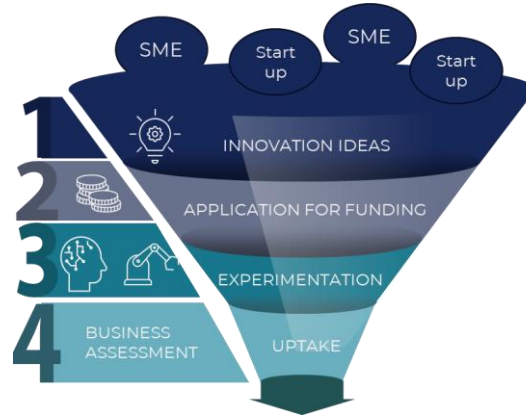 SME
Start
up
SME
Start
up
1
INNOVATION IDEAS
2
APPLICATION FOR FUNDING
3
EXPERIMENTATION
4
BUSINESS
ASSESSMENT
UPTAKE